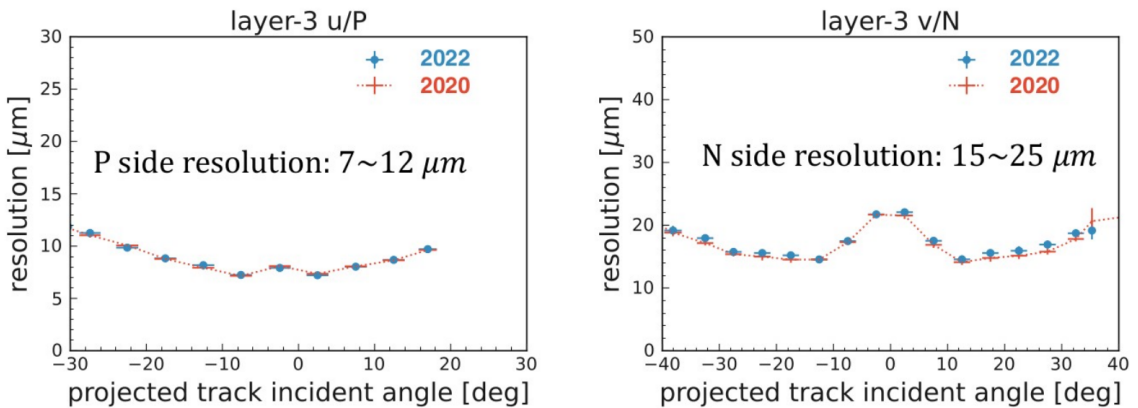 layer-3 u/P
30
25
20
15
10
5
0
resolution [μm]
2022
2020
P side resolution: 7~12 μm
−30 −20 −10 0 10 20 30
projected track incident angle [deg]
layer-3 v/N
50
40
30
20
10
0
resolution [μm]
2022
2020
N side resolution: 15~25 μm
−40 −30 −20 −10 0 10 20 30 40
projected track incident angle [deg]